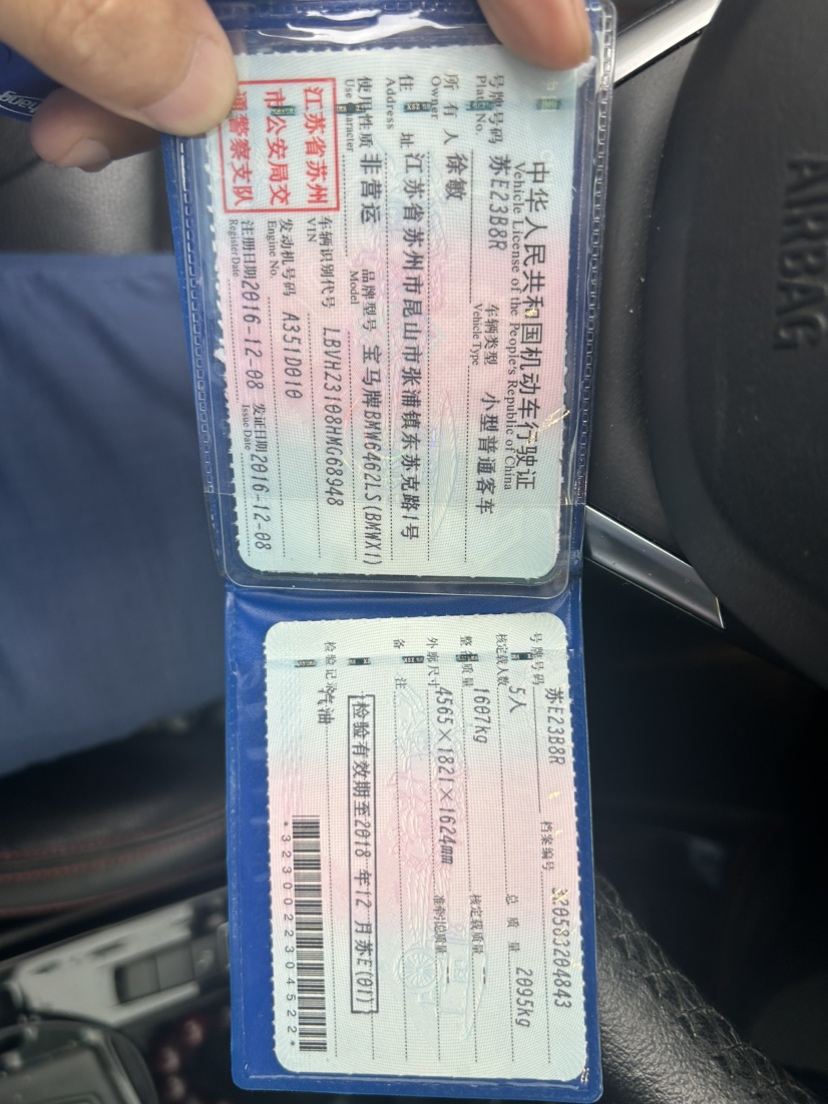 中华人民共和国机动车行驶证
Vehicle License of the People's Republic of China
号牌号码 苏E23B8R 车辆类型 小型普通客车
Plate No. Vehicle Type
所有人 徐敏
Owner
住址 江苏省苏州市昆山市张浦镇东苏克路1号
Address
使用性质 非营运 品牌型号 宝马牌BMW6462LS(BMWX1)
Use Character Model
江苏省苏州
市公安局交
通警察支队
车辆识别代号 LBVHZ3108HMG68948
VIN
发动机号码 A351D010
Engine No.
注册日期 2016-12-08 发证日期 2016-12-08
Register Date Issue Date
号牌号码 苏E23B8R 档案编号 320583204843
核定载人数 5人 总质量 2095kg
整备质量 1607kg 核定载质量 --
外廓尺寸 4565×1821×1624mm 准牵引总质量 --
备注
检验有效期至2018年12月苏E(01)
检验记录 汽油
*3230022304522*
AIRBAG